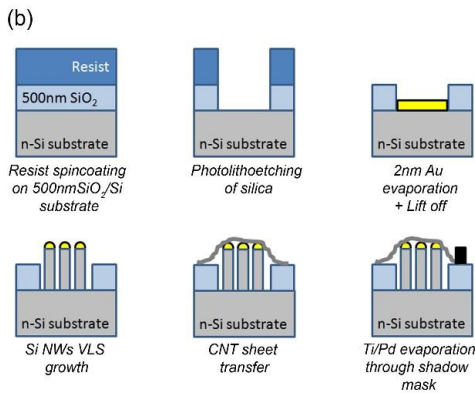 (b)
Resist
500nm SiO₂
n-Si substrate
Resist spincoating
on 500nmSiO₂/Si
substrate
n-Si substrate
Photolithoetching
of silica
n-Si substrate
2nm Au
evaporation
+ Lift off
n-Si substrate
Si NWs VLS
growth
n-Si substrate
CNT sheet
transfer
n-Si substrate
Ti/Pd evaporation
through shadow
mask